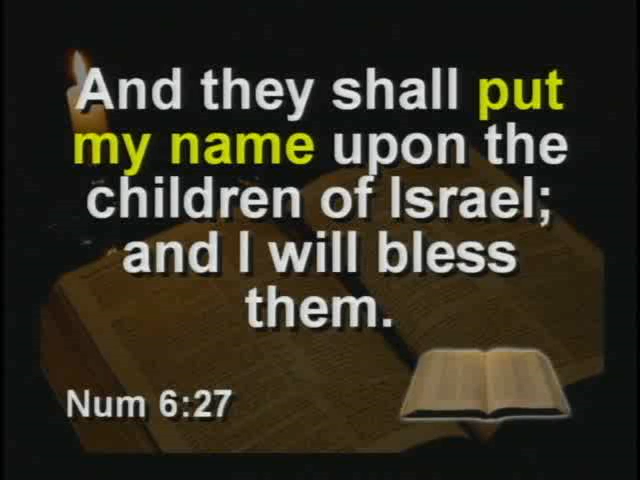 And they shall put
my name upon the
children of Israel;
and I will bless
them.
Num 6:27